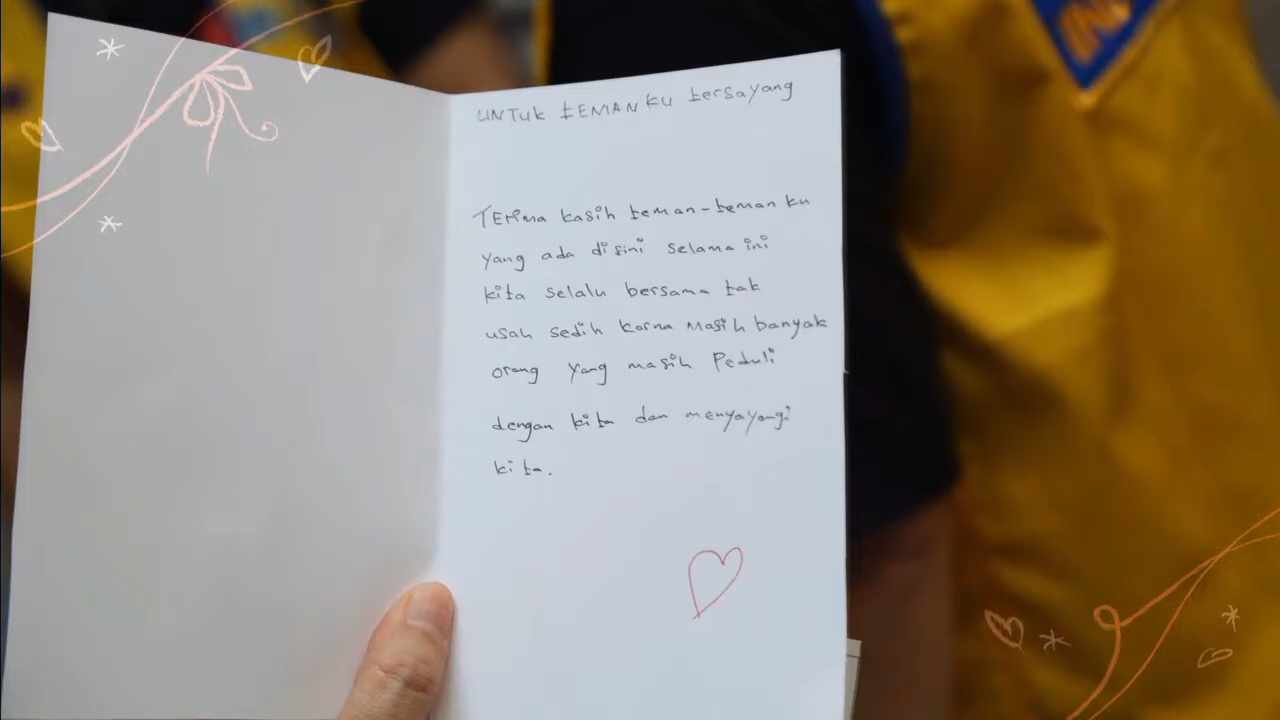 UNTUK tEMANKU tersayang
TERima kasih teman-teman ku
yang ada disini selama ini
kita selalu bersama tak
usah sedih karna Masih banyak
orang yang masih Peduli
dengan kita dan menyayangi
kita.